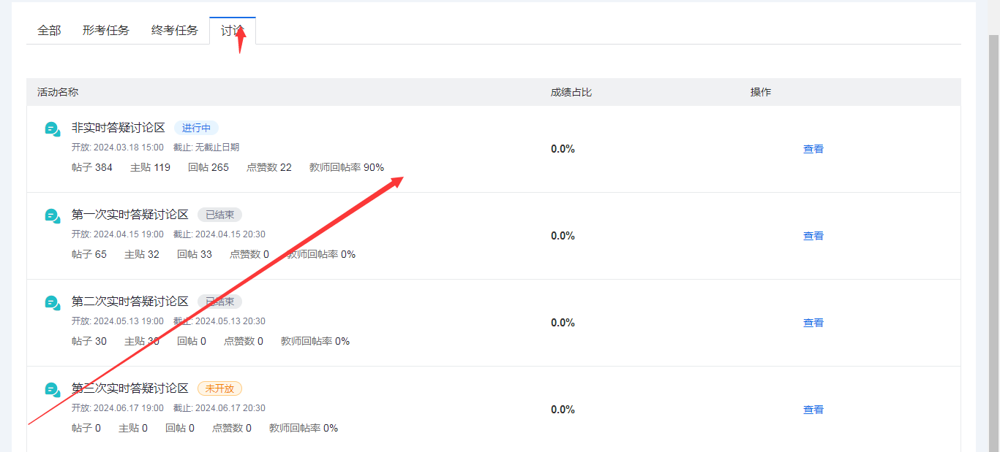 全部 形考任务 终考任务 讨论
活动名称 成绩占比 操作
非实时答疑讨论区 进行中
开放: 2024.03.18 15:00 截止: 无截止日期
帖子 384 主贴 119 回帖 265 点赞数 22 教师回帖率 90%
0.0% 查看
第一次实时答疑讨论区 已结束
开放: 2024.04.15 19:00 截止: 2024.04.15 20:30
帖子 65 主贴 32 回帖 33 点赞数 0 教师回帖率 0%
0.0% 查看
第二次实时答疑讨论区 已结束
开放: 2024.05.13 19:00 截止: 2024.05.13 20:30
帖子 30 主贴 30 回帖 0 点赞数 0 教师回帖率 0%
0.0% 查看
第三次实时答疑讨论区 未开放
开放: 2024.06.17 19:00 截止: 2024.06.17 20:30
帖子 0 主贴 0 回帖 0 点赞数 0 教师回帖率 0%
0.0% 查看